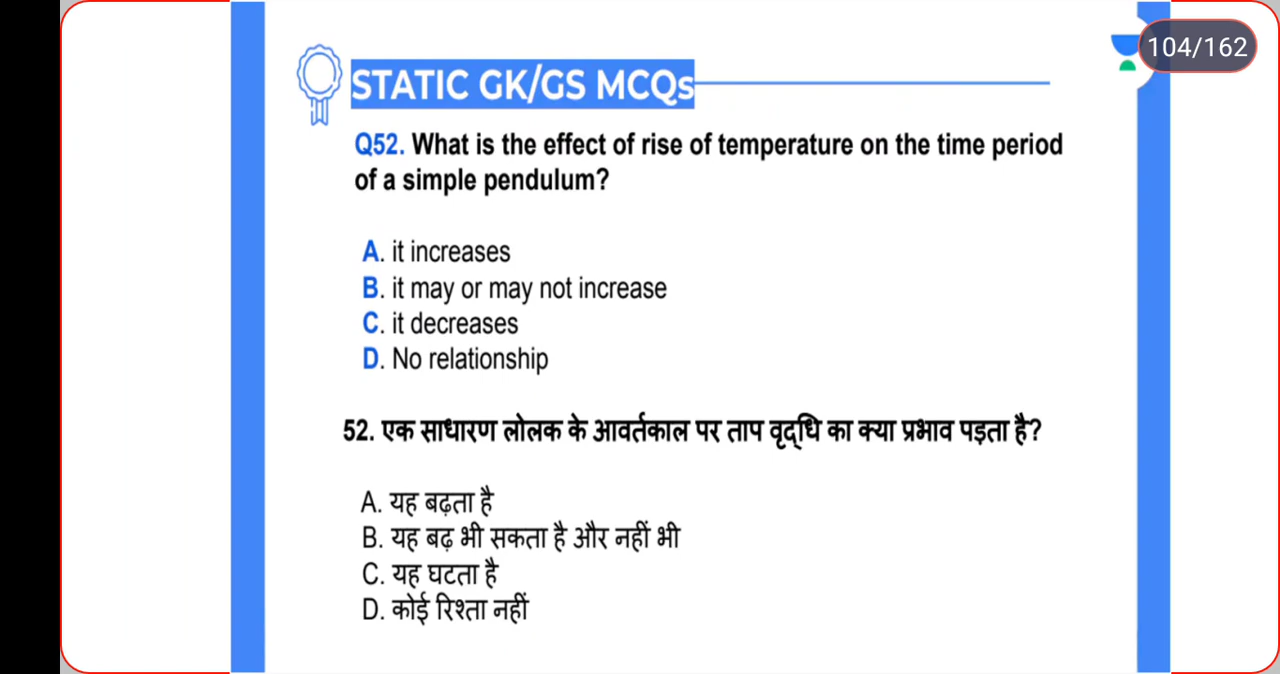 104/162
STATIC GK/GS MCQs
Q52. What is the effect of rise of temperature on the time period
of a simple pendulum?
A. it increases
B. it may or may not increase
C. it decreases
D. No relationship
52. एक साधारण लोलक के आवर्तकाल पर ताप वृद्धि का क्या प्रभाव पड़ता है?
A. यह बढ़ता है
B. यह बढ़ भी सकता है और नहीं भी
C. यह घटता है
D. कोई रिश्ता नहीं